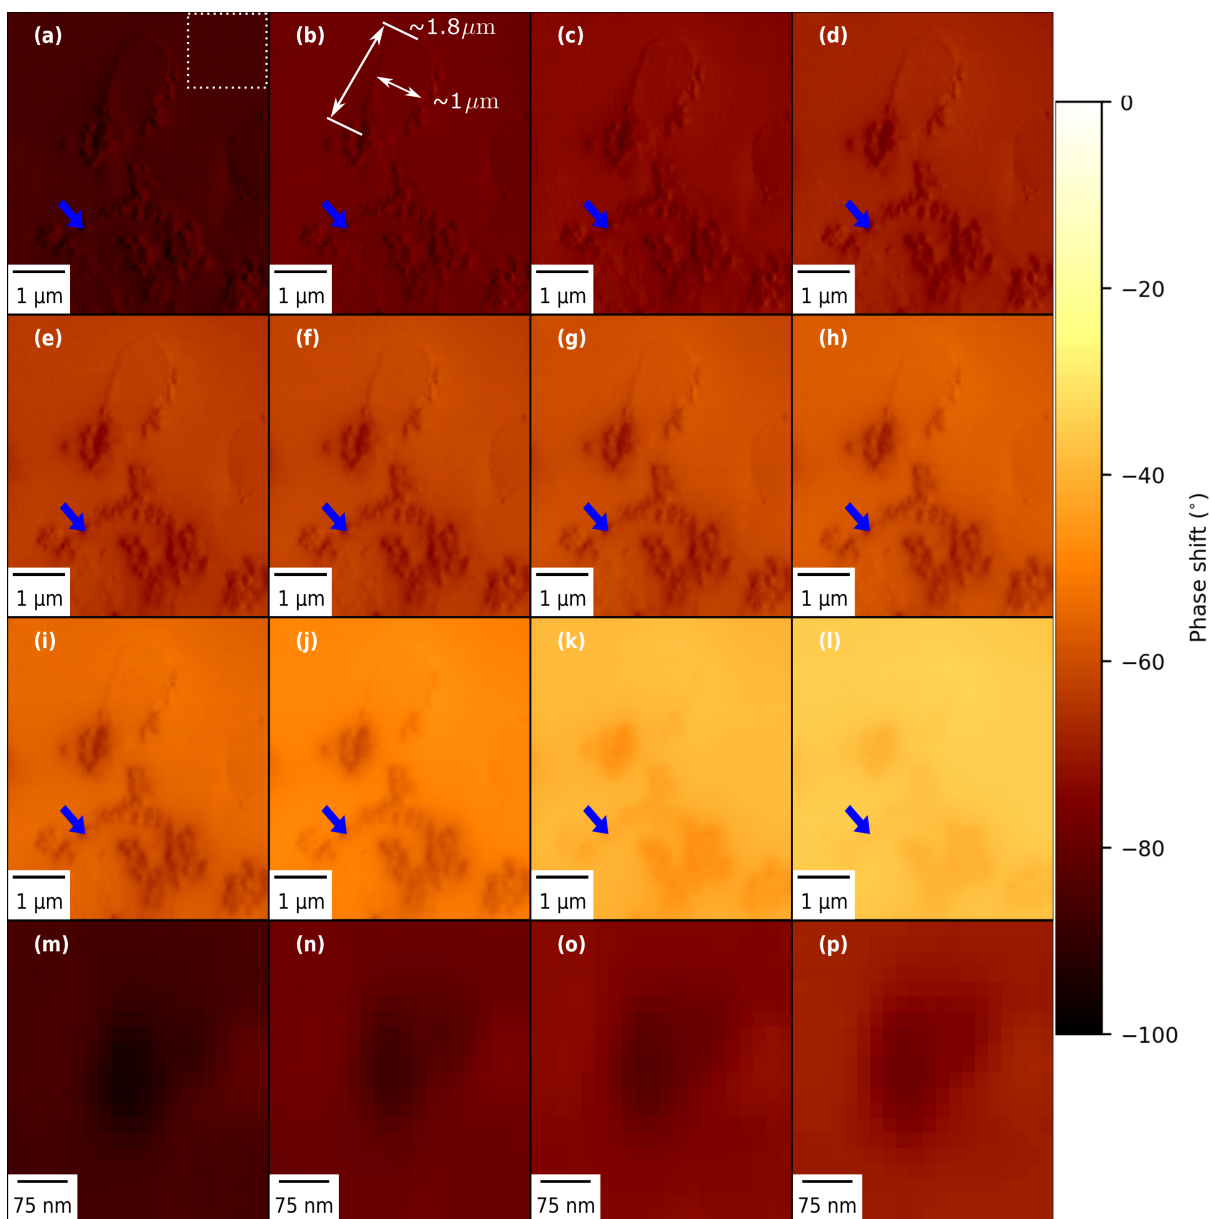 (a) (b) (c) (d)
~1.8μm
~1μm
0
1 μm 1 μm 1 μm 1 μm
−20
(e) (f) (g) (h)
−40
Phase shift (°)
1 μm 1 μm 1 μm 1 μm
(i) (j) (k) (l)
−60
−80
1 μm 1 μm 1 μm 1 μm
(m) (n) (o) (p)
−100
75 nm 75 nm 75 nm 75 nm